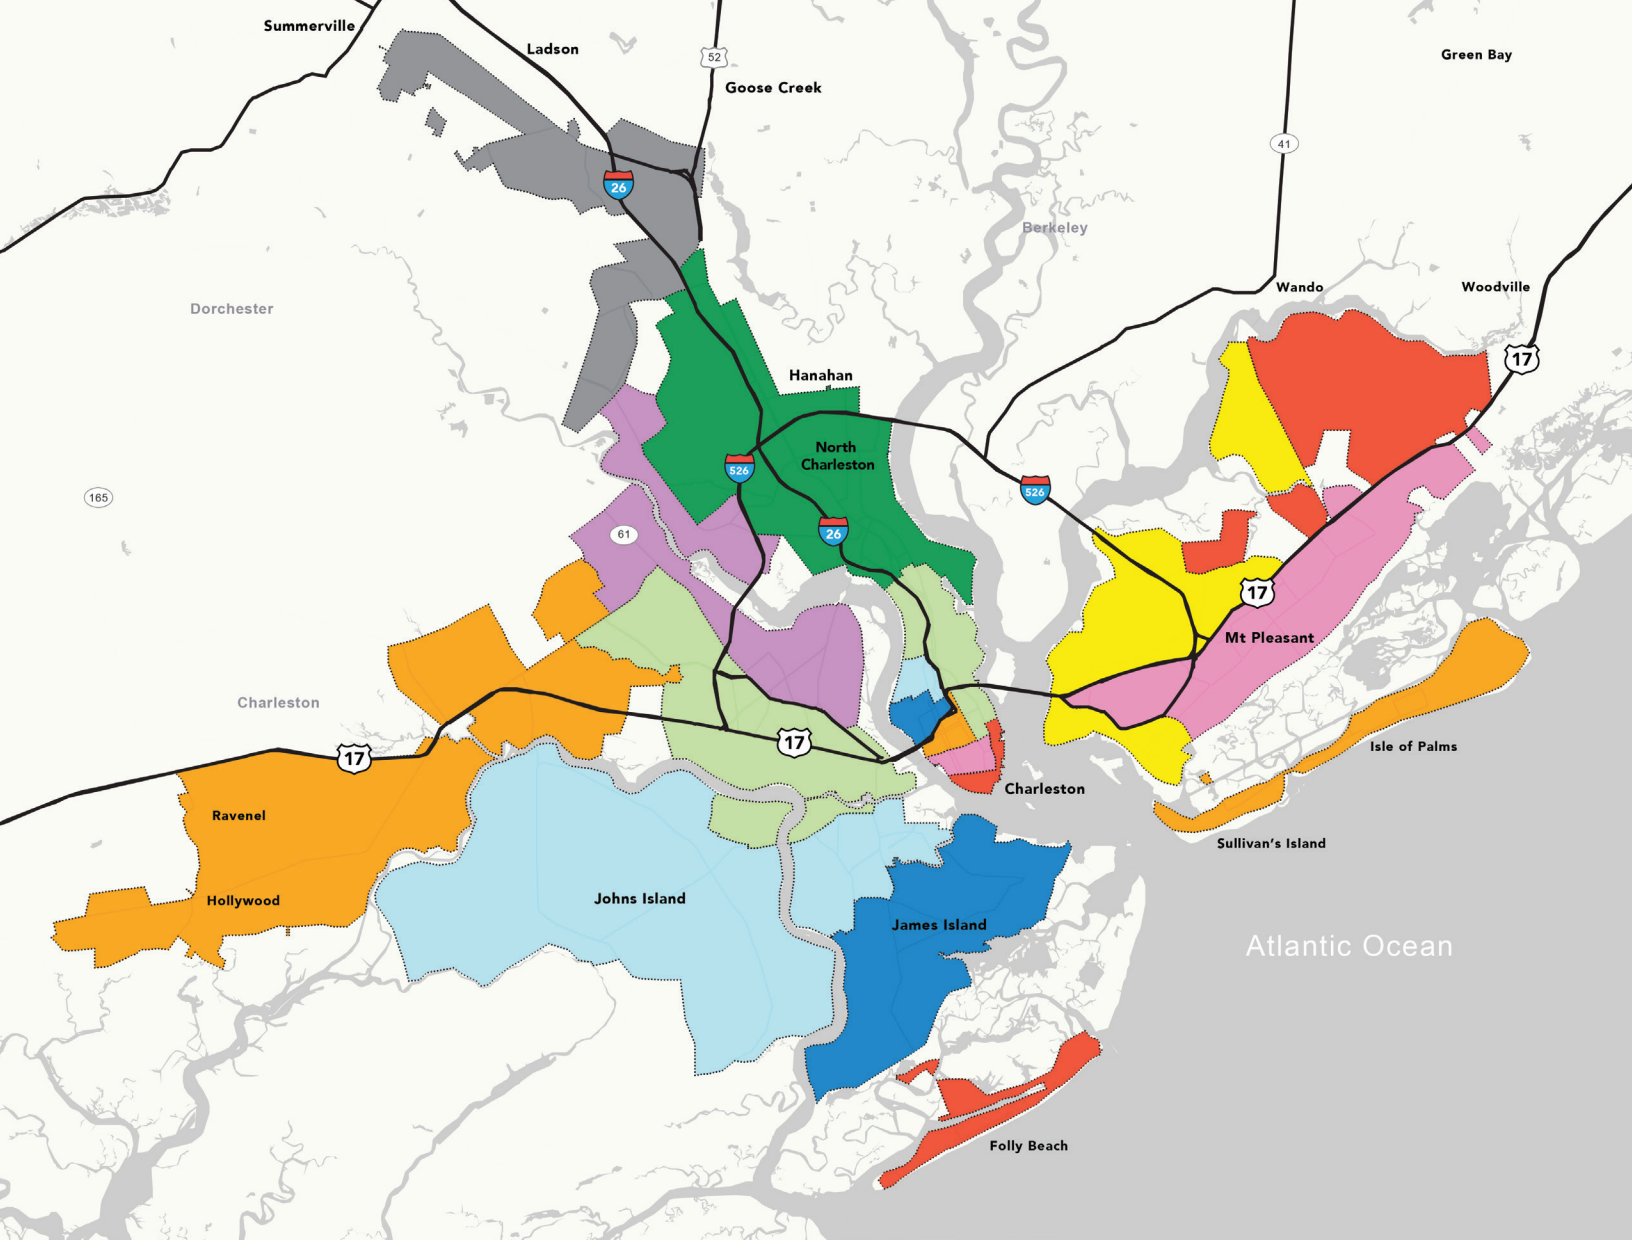 Summerville
Ladson
52
Goose Creek
Green Bay
41
26
Berkeley
Dorchester
Wando
Woodville
17
Hanahan
North
Charleston
526
526
165
61
26
17
Mt Pleasant
Charleston
17
17
Isle of Palms
Charleston
Ravenel
Sullivan's Island
Hollywood
Johns Island
James Island
Atlantic Ocean
Folly Beach